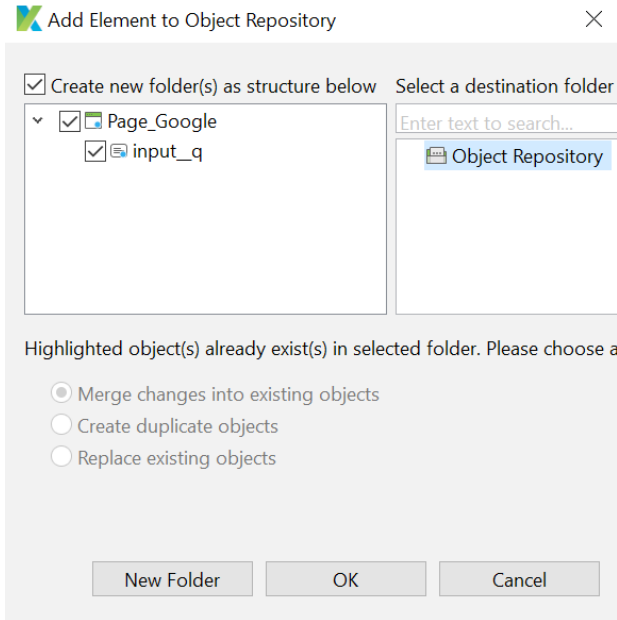 Add Element to Object Repository
Create new folder(s) as structure below
Select a destination folder
Page_Google
input__q
Enter text to search...
Object Repository
Highlighted object(s) already exist(s) in selected folder. Please choose a
Merge changes into existing objects
Create duplicate objects
Replace existing objects
New Folder
OK
Cancel